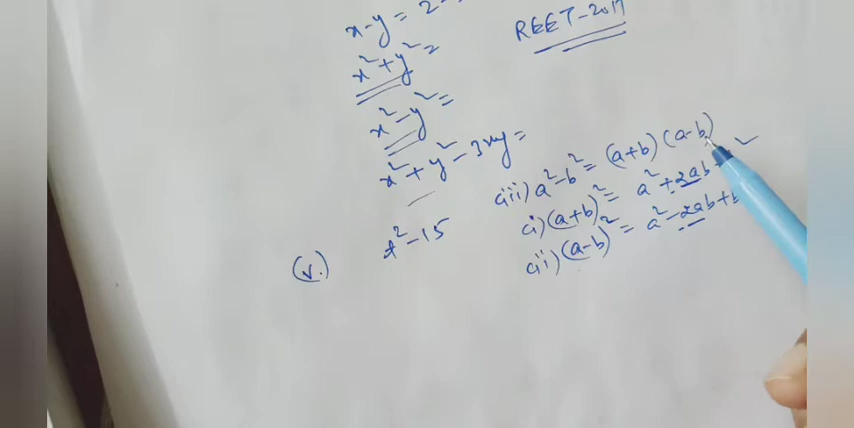 x-y = 2
REET-2017
x²+y² =
x²-y² =
x²+y²-3xy =
iii) a²-b² = (a+b)(a-b)
i) (a+b)² = a²+2ab
ii) (a-b)² = a²-2ab+b
(v.) t²-15